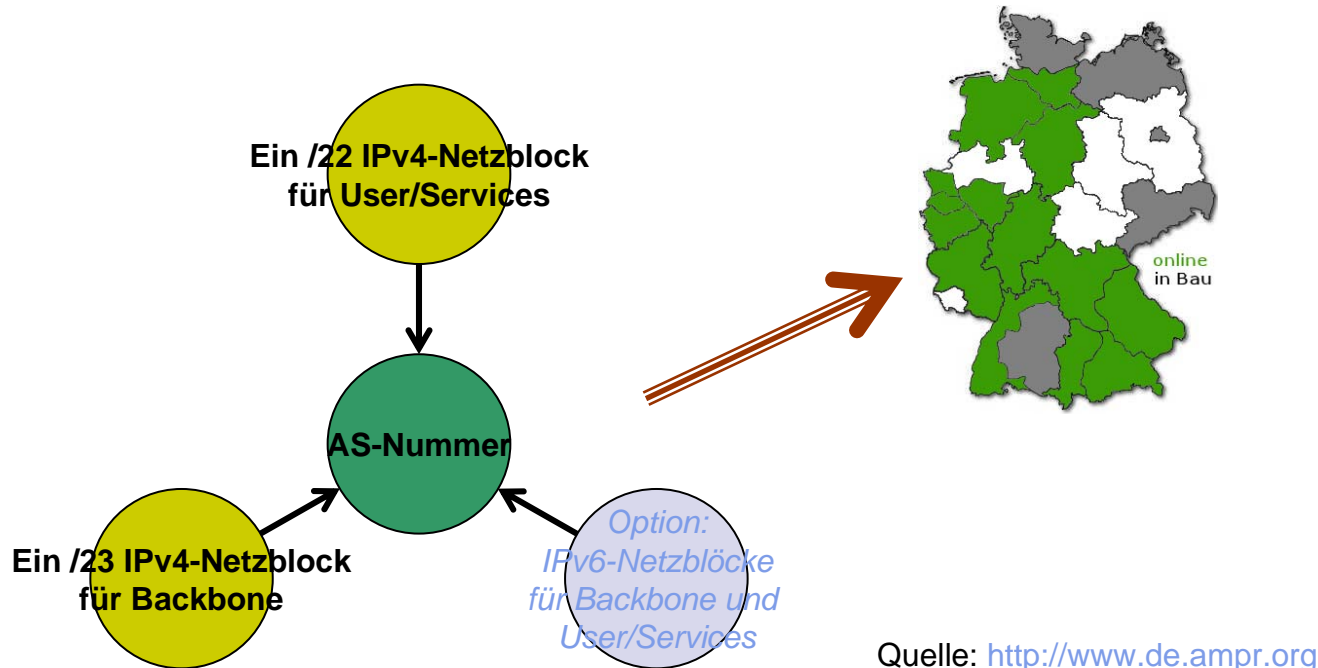 Ein /22 IPv4-Netzblock
für User/Services
AS-Nummer
Ein /23 IPv4-Netzblock
für Backbone
Option:
IPv6-Netzblöcke
für Backbone und
User/Services
online
in Bau
Quelle: http://www.de.ampr.org